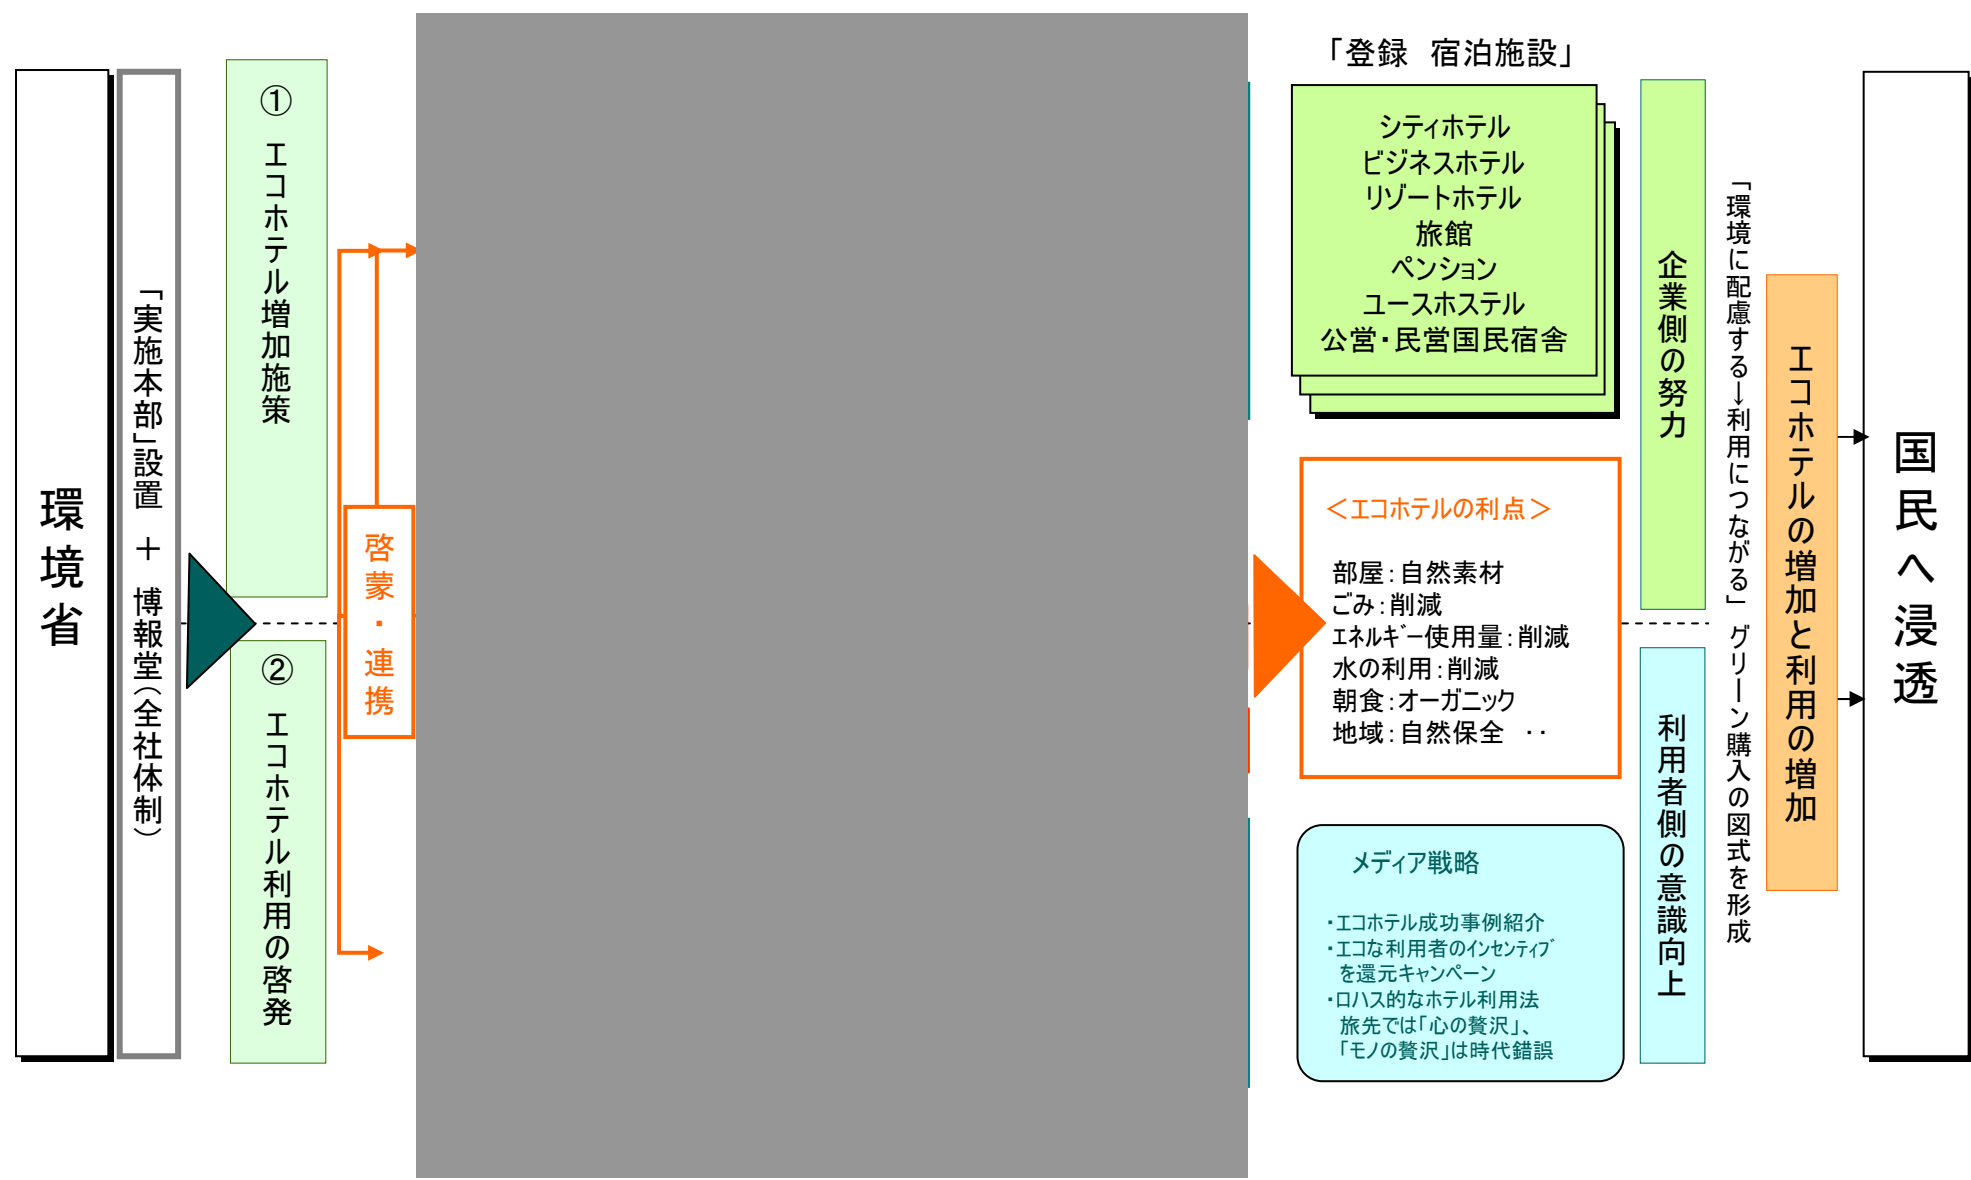 環境省
「実施本部」設置　＋　博報堂（全社体制）
① エコホテル増加施策
② エコホテル利用の啓発
啓蒙・連携
「登録　宿泊施設」
シティホテル
ビジネスホテル
リゾートホテル
旅館
ペンション
ユースホステル
公営・民営国民宿舎
＜エコホテルの利点＞
部屋：自然素材
ごみ：削減
エネルギー使用量：削減
水の利用：削減
朝食：オーガニック
地域：自然保全　・・
メディア戦略
・エコホテル成功事例紹介
・エコな利用者のインセンティブ
を還元キャンペーン
・ロハス的なホテル利用法
旅先では「心の贅沢」、
「モノの贅沢」は時代錯誤
企業側の努力
利用者側の意識向上
「環境に配慮する→利用につながる」グリーン購入の図式を形成
エコホテルの増加と利用の増加
国民へ浸透